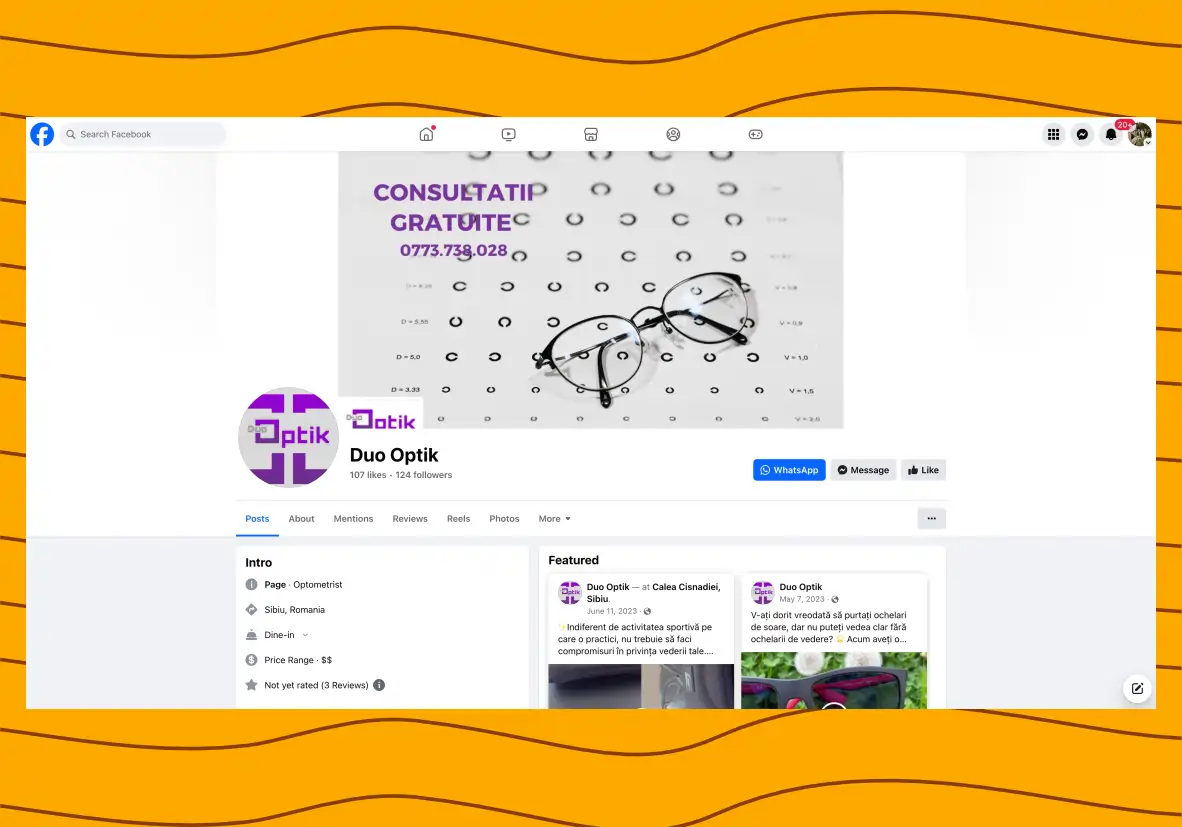 Search Facebook
20+
CONSULTATII
GRATUITE
0773.738.028
D = 5,55
V = 0,9
D = 5,0
V = 1,0
D = 3,33
V = 1,5
Duo Optik
Duo Optik
Duo Optik
107 likes • 124 followers
WhatsApp
Message
Like
Posts
About
Mentions
Reviews
Reels
Photos
More
Intro
Page · Optometrist
Sibiu, Romania
Dine-in
Price Range · $$
Not yet rated (3 Reviews)
Featured
Duo Optik — at Calea Cisnadiei,
Sibiu.
June 11, 2023 ·
Indiferent de activitatea sportivă pe
care o practici, nu trebuie să faci
compromisuri în privința vederii tale....
Duo Optik
May 7, 2023 ·
V-ați dorit vreodată să purtați ochelari
de soare, dar nu puteți vedea clar fără
ochelarii de vedere? Acum aveți o...